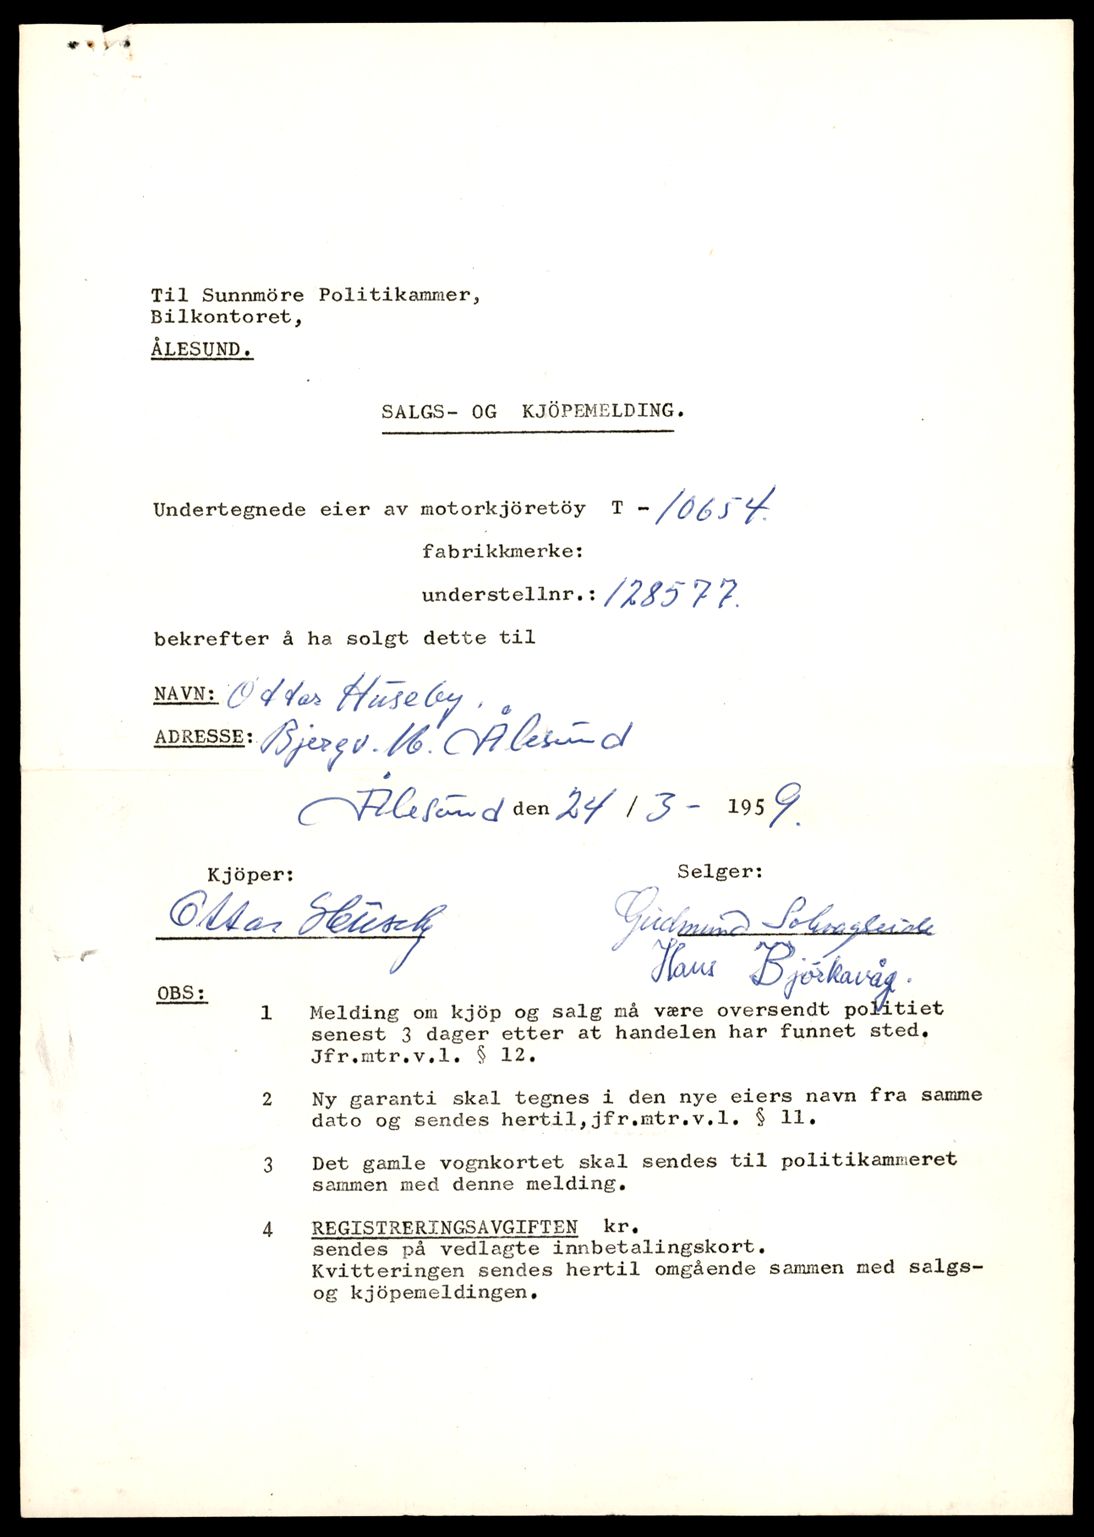 Til Sunnmöre Politikammer,
Bilkontoret,
ÅLESUND.
SALGS- OG KJÖPEMELDING.
Undertegnede eier av motorkjöretöy T - 10654.
fabrikkmerke:
understellnr.: 128577.
bekrefter å ha solgt dette til
NAVN: Ottar Huseby.
ADRESSE: Bjergv. 16. Ålesund
Ålesund den 24 / 3 - 1959.
Kjöper: Selger:
Ottar Huseby Gudmund
Hans Björkavåg.
OBS:
1 Melding om kjöp og salg må være oversendt politiet
senest 3 dager etter at handelen har funnet sted.
Jfr.mtr.v.l. § 12.
2 Ny garanti skal tegnes i den nye eiers navn fra samme
dato og sendes hertil,jfr.mtr.v.l. § 11.
3 Det gamle vognkortet skal sendes til politikammeret
sammen med denne melding.
4 REGISTRERINGSAVGIFTEN kr.
sendes på vedlagte innbetalingskort.
Kvitteringen sendes hertil omgående sammen med salgs-
og kjöpemeldingen.